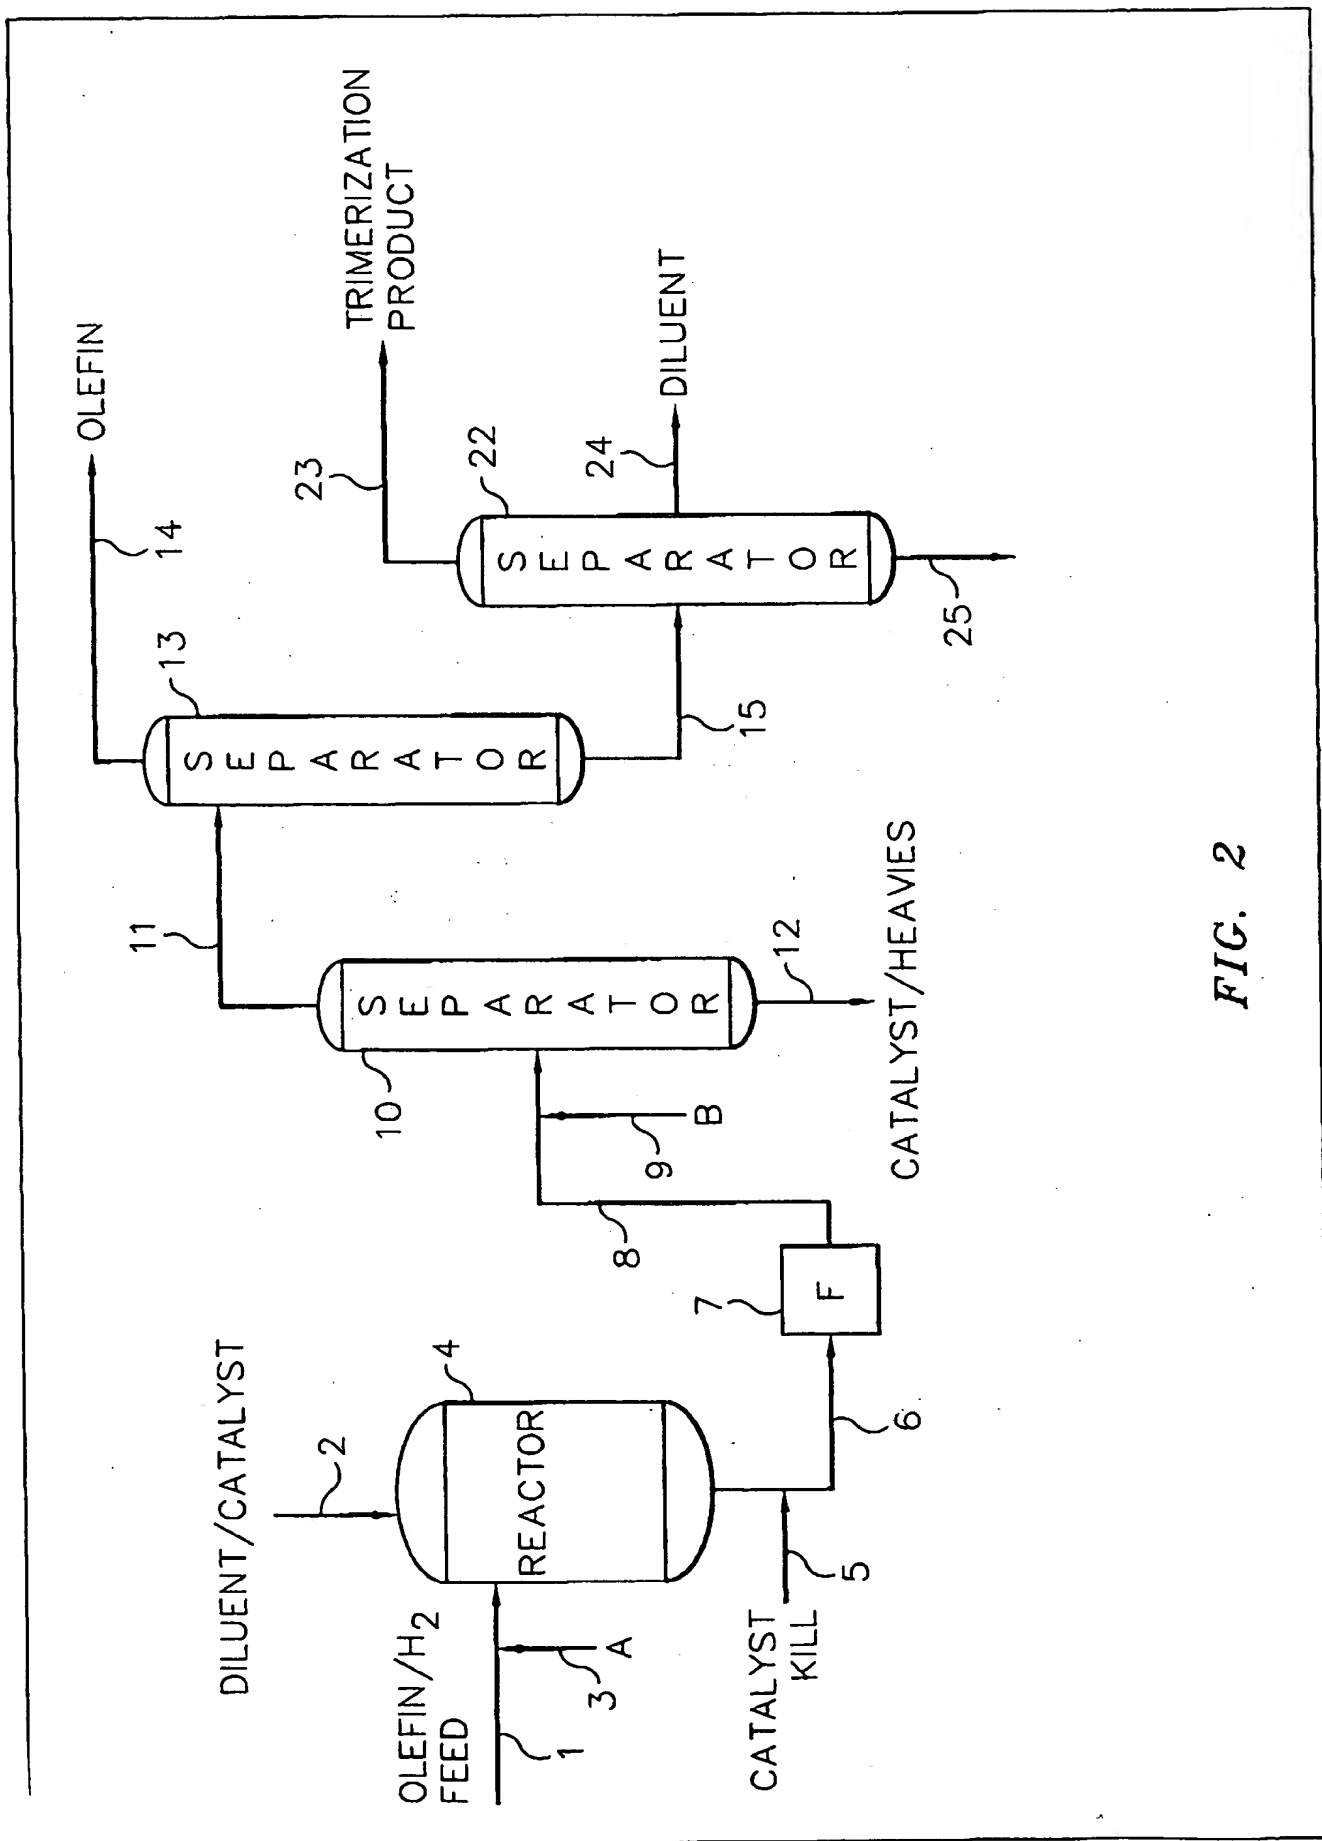 OLEFIN
14
TRIMERIZATION
PRODUCT
23
13
11
SEPARATOR
22
SEPARATOR
24
DILUENT
15
25
10
SEPARATOR
12
CATALYST/HEAVIES
9
B
8
7
F
DILUENT/CATALYST
2
4
REACTOR
6
OLEFIN/H2
FEED
1
3
A
CATALYST
KILL
5
FIG. 2